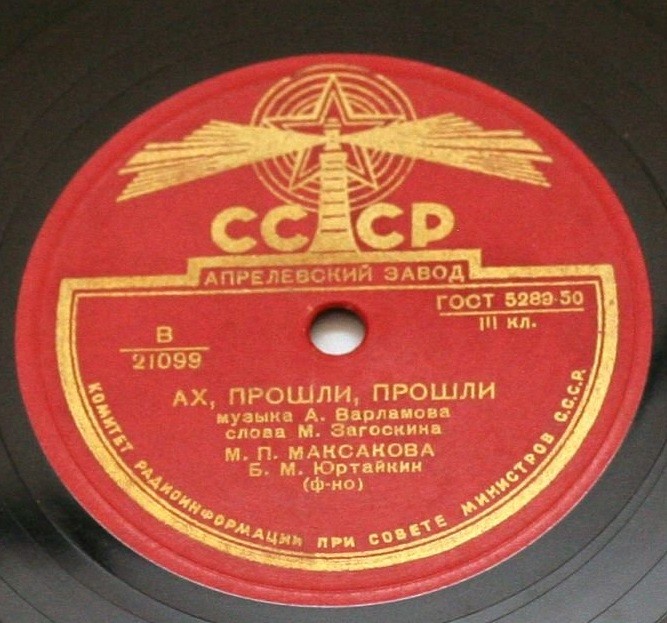 СССР
АПРЕЛЕВСКИЙ ЗАВОД
ГОСТ 5289-50
III КЛ.
В
21099
АХ, ПРОШЛИ, ПРОШЛИ
музыка А. Варламова
слова М. Загоскина
М. П. МАКСАКОВА
Б. М. Юртайкин
(ф-но)
КОМИТЕТ РАДИОИНФОРМАЦИИ ПРИ СОВЕТЕ МИНИСТРОВ С.С.С.Р.